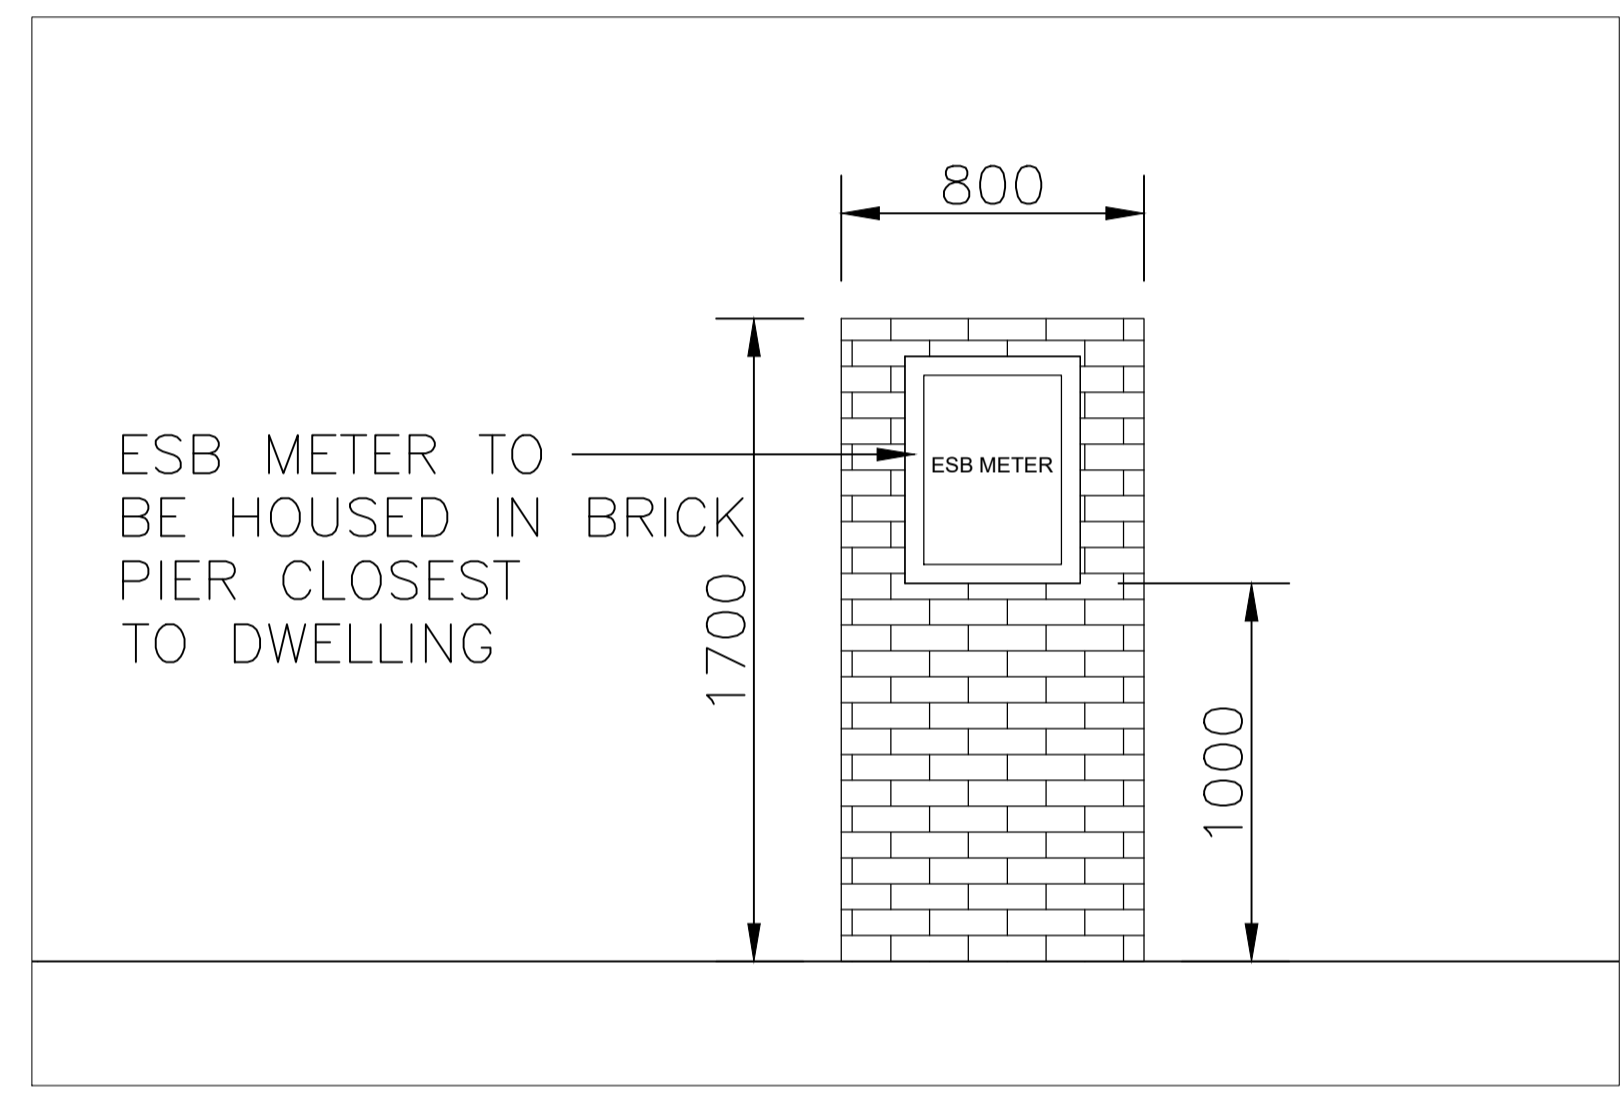 800
ESB METER TO
BE HOUSED IN BRICK
PIER CLOSEST
TO DWELLING
ESB METER
1700
1000